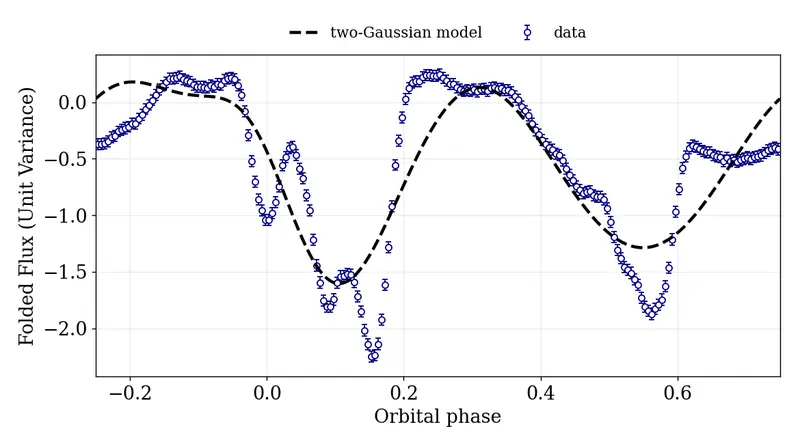 two-Gaussian model
data
Folded Flux (Unit Variance)
0.0
−0.5
−1.0
−1.5
−2.0
−0.2
0.0
0.2
0.4
0.6
Orbital phase